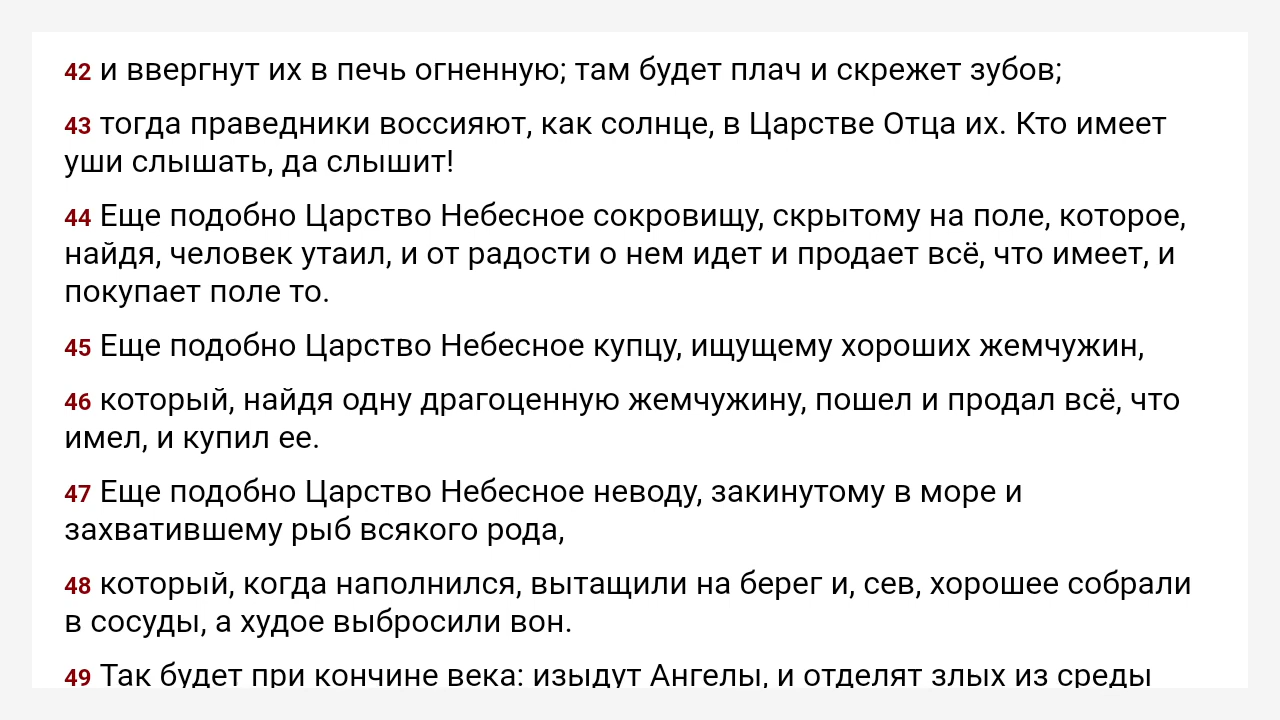 42 и ввергнут их в печь огненную; там будет плач и скрежет зубов;
43 тогда праведники воссияют, как солнце, в Царстве Отца их. Кто имеет
уши слышать, да слышит!
44 Еще подобно Царство Небесное сокровищу, скрытому на поле, которое,
найдя, человек утаил, и от радости о нем идет и продает всё, что имеет, и
покупает поле то.
45 Еще подобно Царство Небесное купцу, ищущему хороших жемчужин,
46 который, найдя одну драгоценную жемчужину, пошел и продал всё, что
имел, и купил ее.
47 Еще подобно Царство Небесное неводу, закинутому в море и
захватившему рыб всякого рода,
48 который, когда наполнился, вытащили на берег и, сев, хорошее собрали
в сосуды, а худое выбросили вон.
49 Так будет при кончине века: изыдут Ангелы, и отделят злых из среды